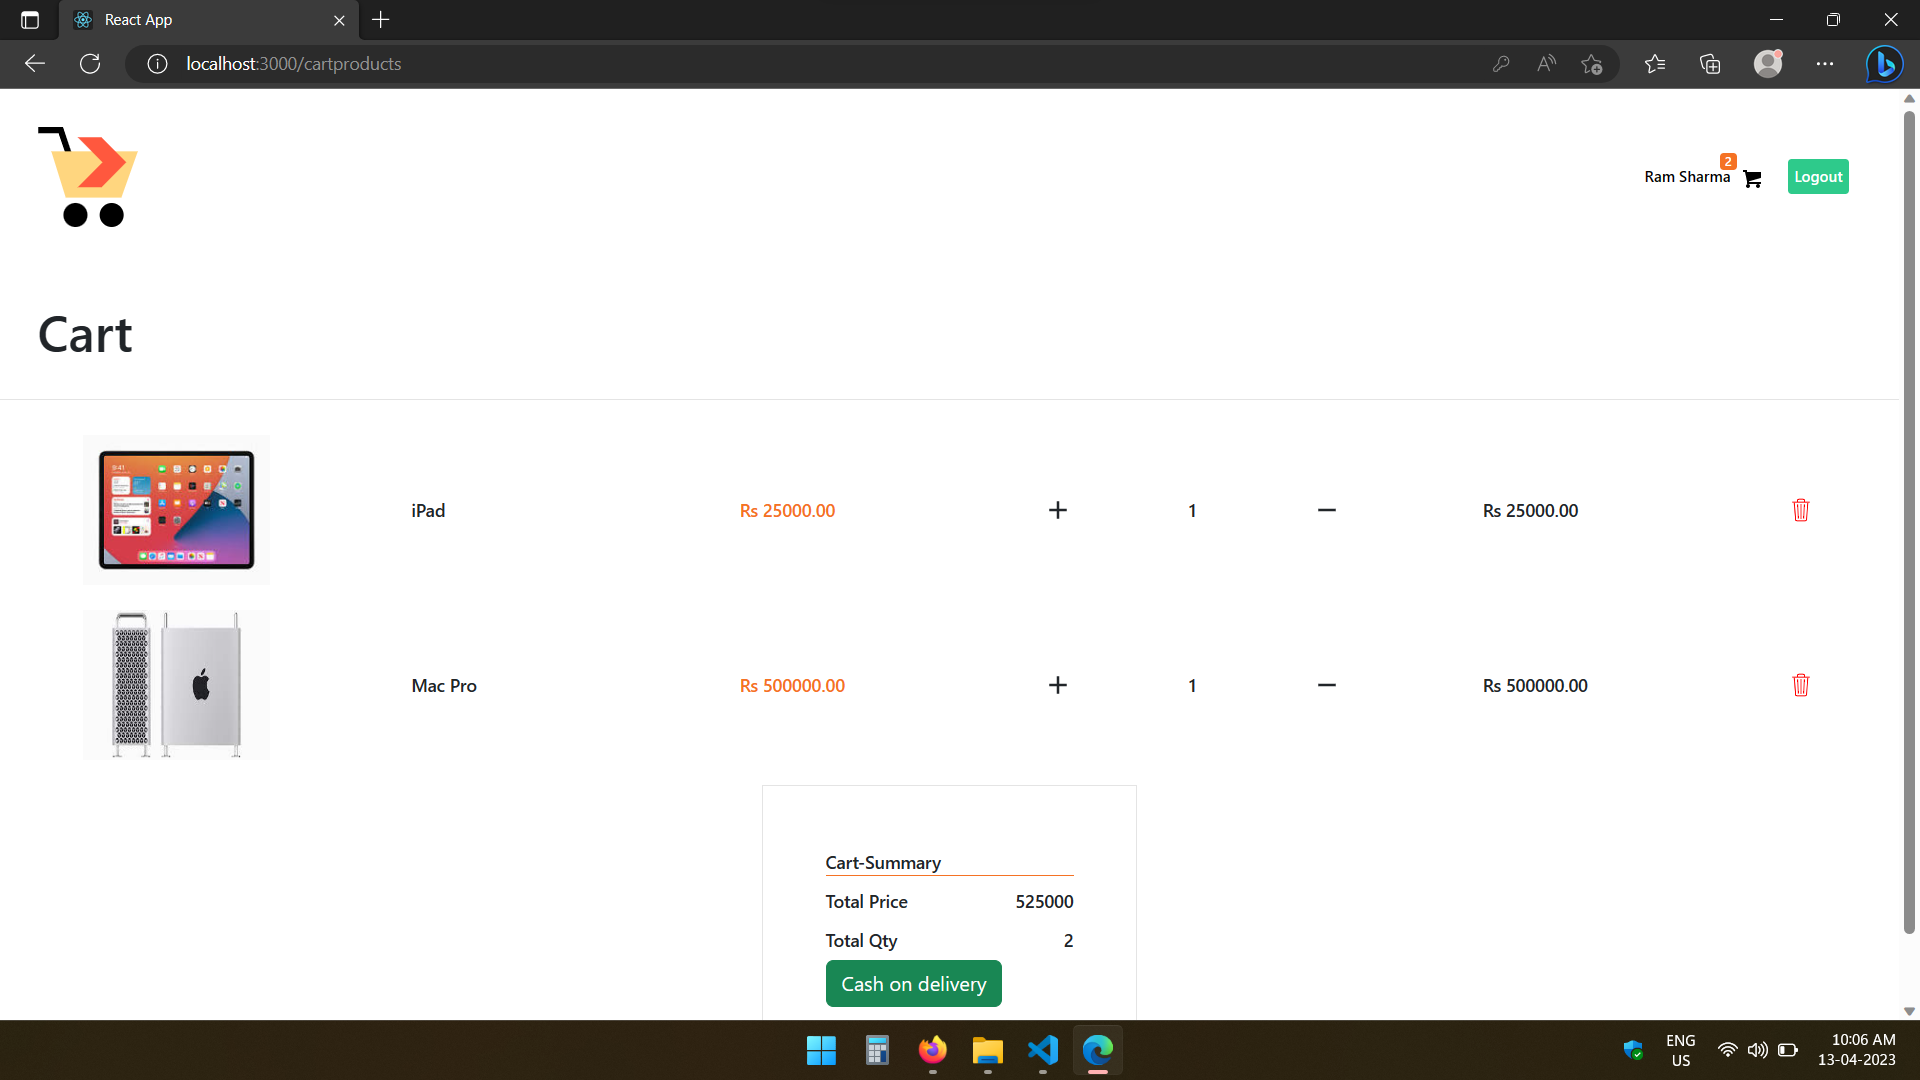 React App
localhost:3000/cartproducts
2
Ram Sharma
Logout
Cart
9:41
iPad
Rs 25000.00
1
Rs 25000.00
Mac Pro
Rs 500000.00
1
Rs 500000.00
Cart-Summary
Total Price 525000
Total Qty 2
Cash on delivery
ENG
US
10:06 AM
13-04-2023